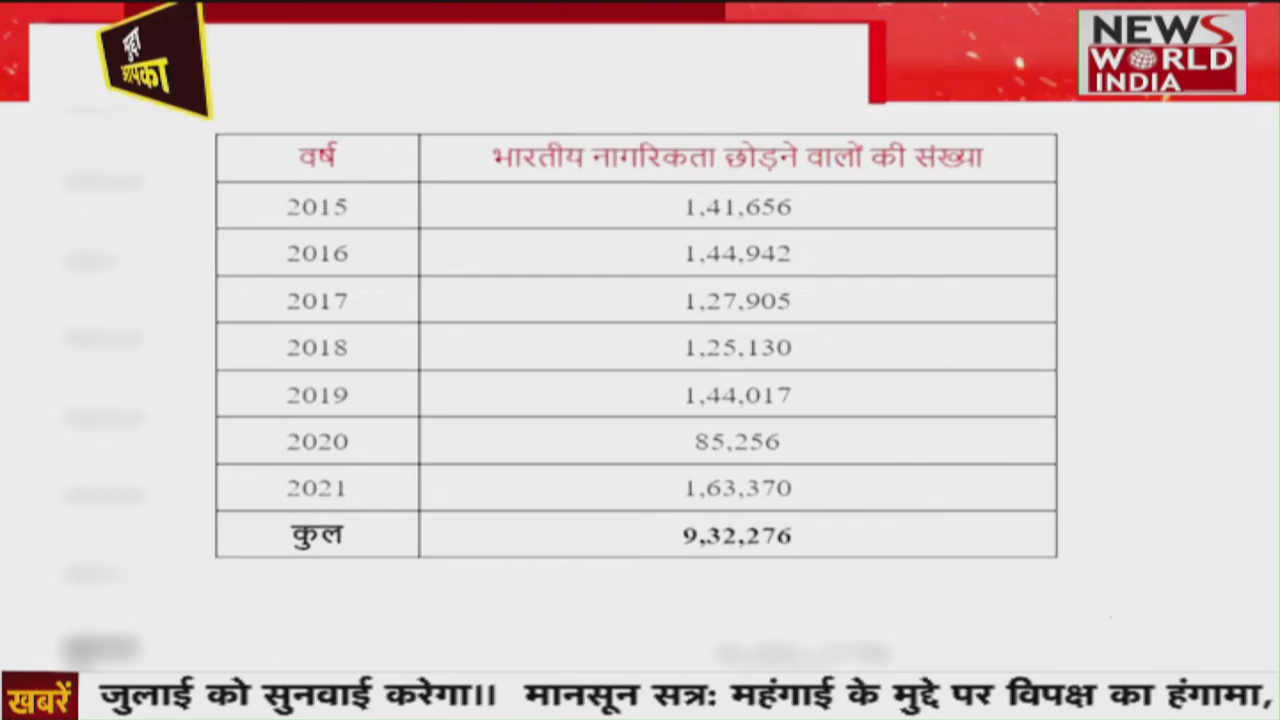 मुद्दा
आपका
NEWS
WORLD
INDIA
वर्ष भारतीय नागरिकता छोड़ने वालों की संख्या
2015 1,41,656
2016 1,44,942
2017 1,27,905
2018 1,25,130
2019 1,44,017
2020 85,256
2021 1,63,370
कुल 9,32,276
खबरें जुलाई को सुनवाई करेगा।। मानसून सत्र: महंगाई के मुद्दे पर विपक्ष का हंगामा,